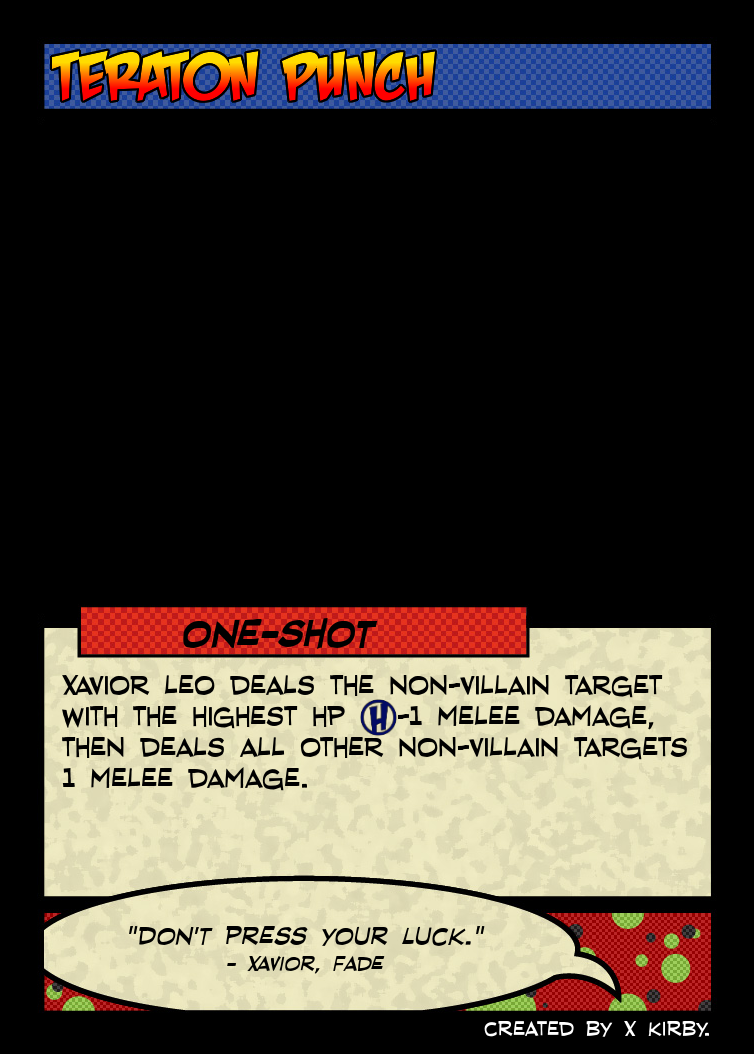 TERATON PUNCH
ONE-SHOT
XAVIOR LEO DEALS THE NON-VILLAIN TARGET
WITH THE HIGHEST HP H-1 MELEE DAMAGE,
THEN DEALS ALL OTHER NON-VILLAIN TARGETS
1 MELEE DAMAGE.
"DON'T PRESS YOUR LUCK."
- XAVIOR, FADE
CREATED BY X KIRBY.